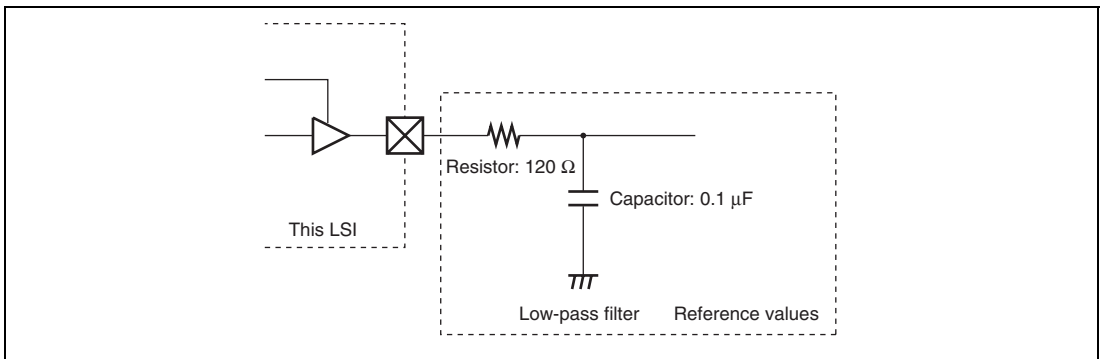 Resistor: 120 Ω
Capacitor: 0.1 μF
This LSI
Low-pass filter Reference values